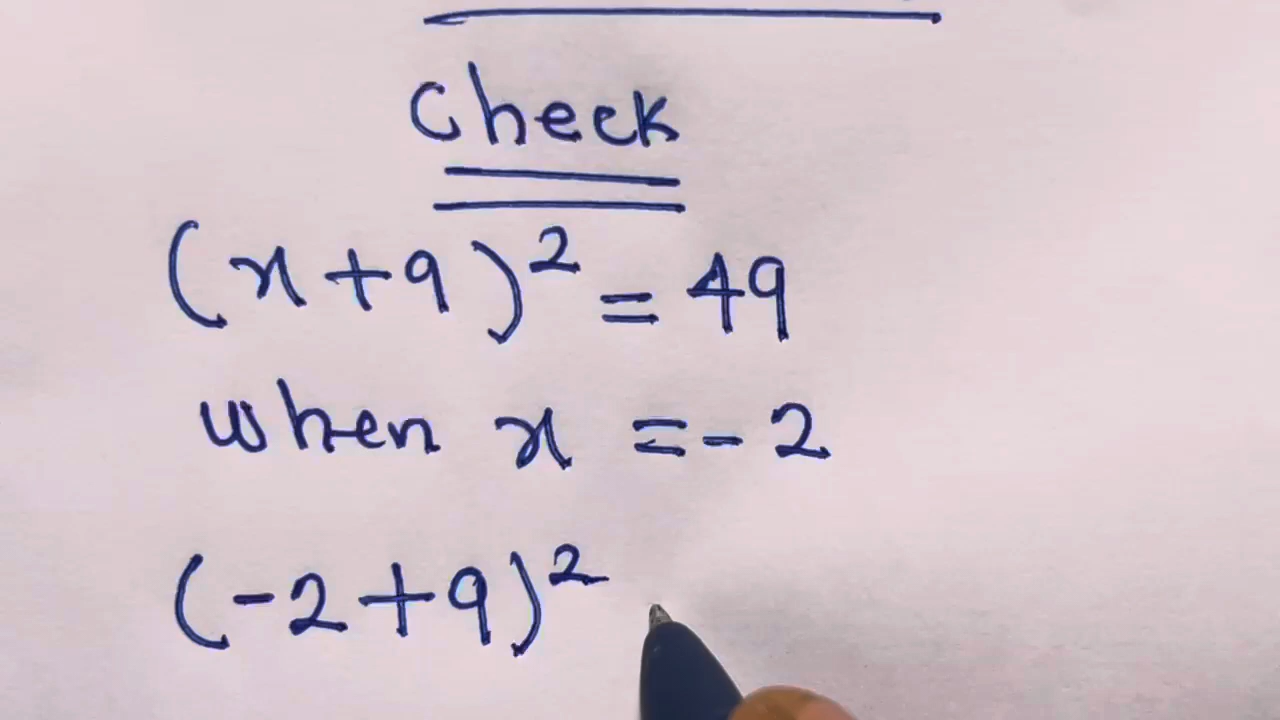 Check
(x+9)² = 49
when x = -2
(-2+9)²